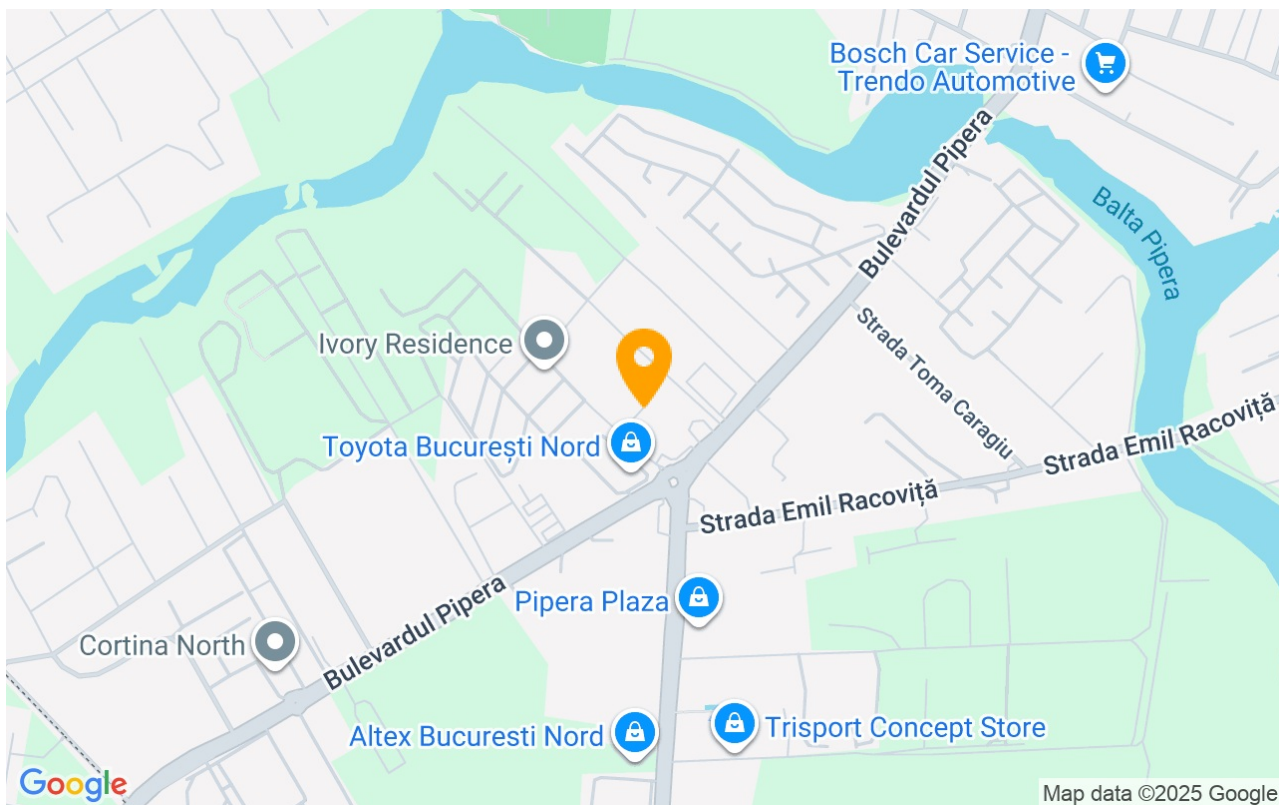 Bosch Car Service -
Trendo Automotive
Bulevardul Pipera
Balta Pipera
Ivory Residence
Strada Toma Caragiu
Toyota București Nord
Strada Emil Racoviță
Strada Emil Racoviță
Pipera Plaza
Bulevardul Pipera
Cortina North
Altex Bucuresti Nord
Trisport Concept Store
Google
Map data ©2025 Google